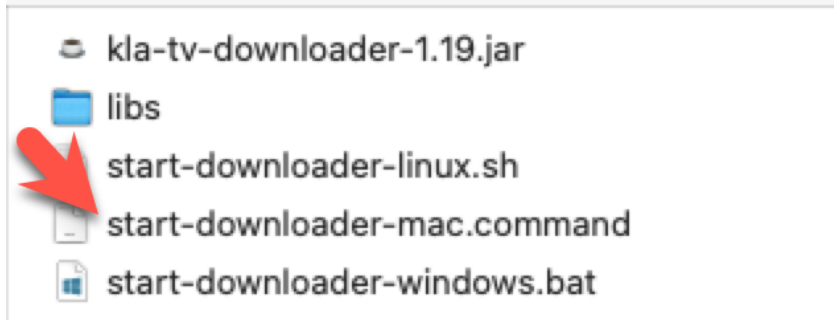 kla-tv-downloader-1.19.jar
libs
start-downloader-linux.sh
start-downloader-mac.command
start-downloader-windows.bat